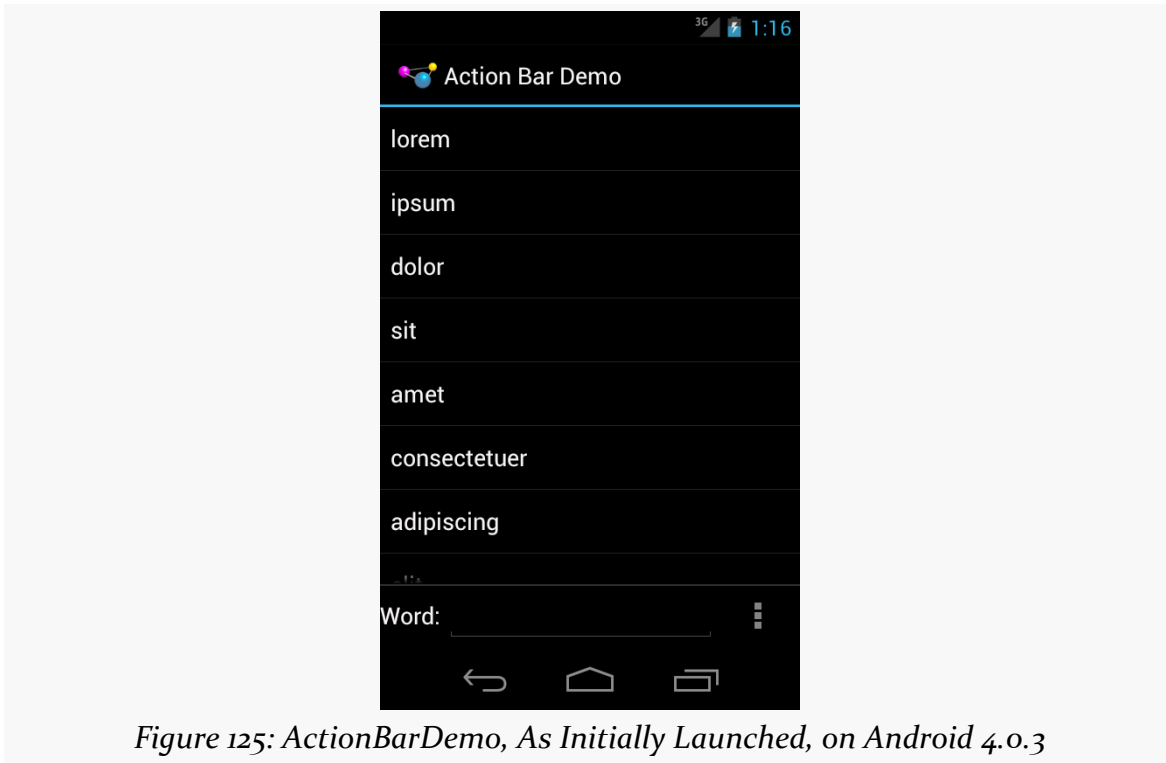 3G 1:16
Action Bar Demo
lorem
ipsum
dolor
sit
amet
consectetuer
adipiscing
Word:
Figure 125: ActionBarDemo, As Initially Launched, on Android 4.0.3